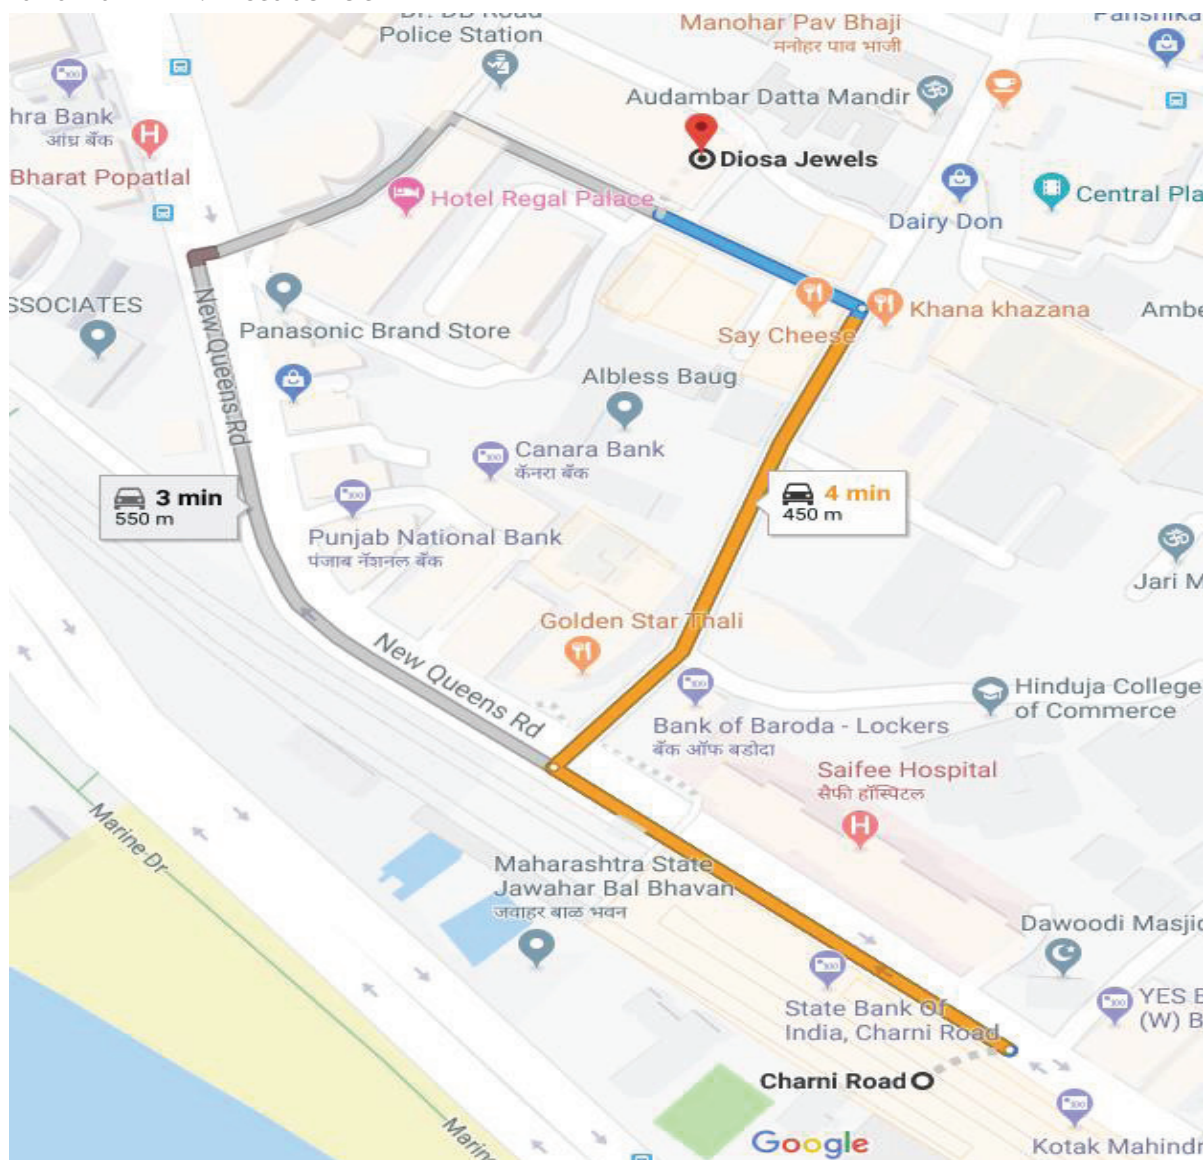 Police Station
Manohar Pav Bhaji
मनोहर पाव भाजी
Audambar Datta Mandir
hra Bank
आंध्र बँक
Bharat Popatlal
Diosa Jewels
Hotel Regal Palace
Dairy Don
Central Pla
SSOCIATES
Panasonic Brand Store
New Queens Rd
Say Cheese
Khana khazana
Ambe
Albless Baug
Canara Bank
कॅनरा बँक
3 min
550 m
4 min
450 m
Punjab National Bank
पंजाब नॅशनल बँक
Jari M
Golden Star Thali
New Queens Rd
Hinduja College
of Commerce
Bank of Baroda - Lockers
बँक ऑफ बडोदा
Saifee Hospital
सैफी हॉस्पिटल
Marine Dr
Maharashtra State
Jawahar Bal Bhavan
जवाहर बाळ भवन
Dawoodi Masjid
State Bank Of
India, Charni Road
YES B
(W) B
Charni Road
Marine
Google
Kotak Mahindr